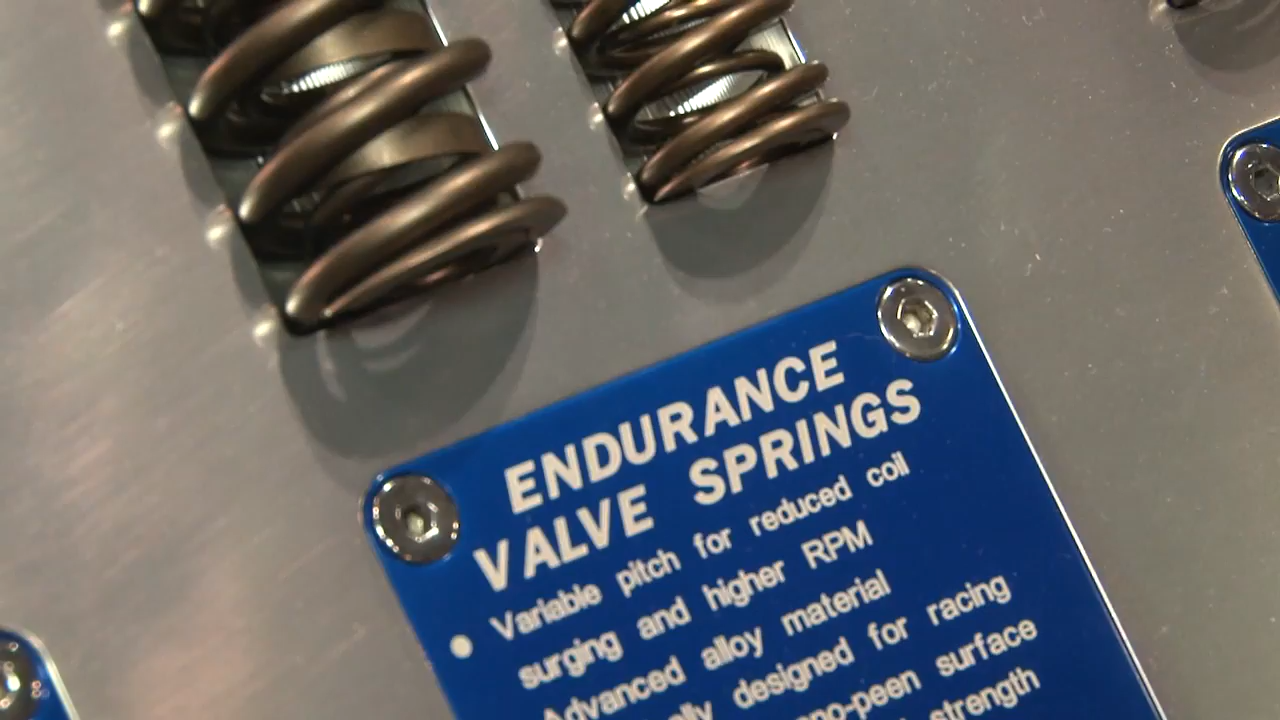 ENDURANCE
VALVE SPRINGS
• Variable pitch for reduced coil
surging and higher RPM
Advanced alloy material
designed for racing
surface
strength